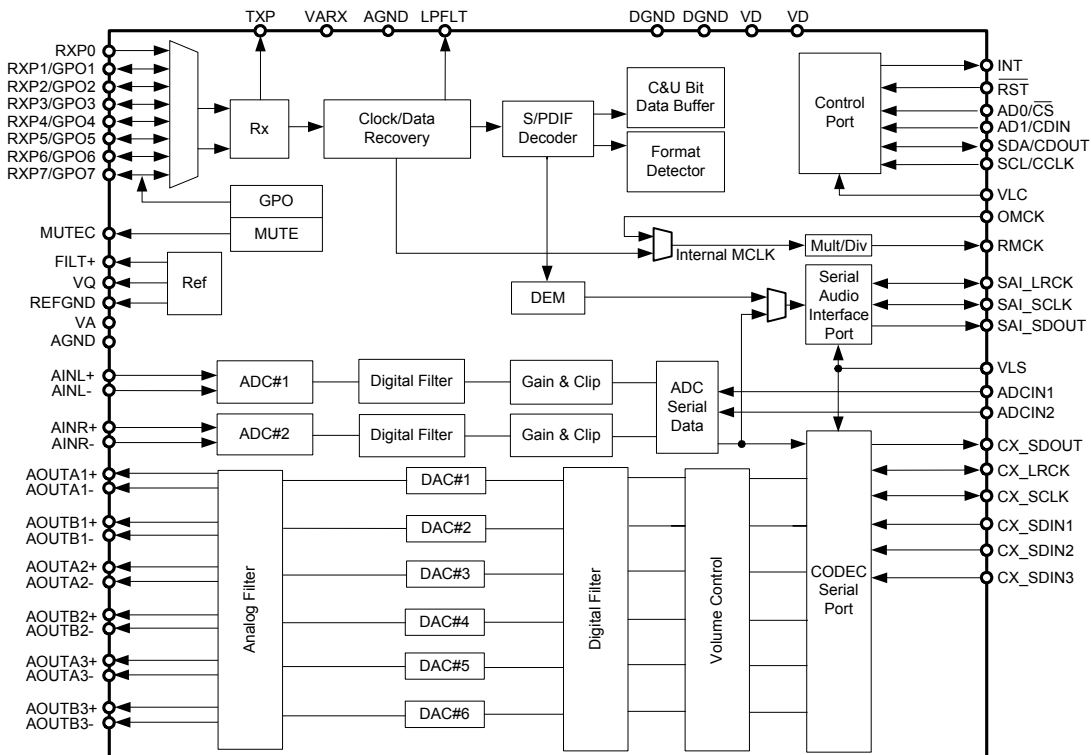 TXP VARX AGND LPFLT DGND DGND VD VD
RXP0
RXP1/GPO1
RXP2/GPO2
RXP3/GPO3
RXP4/GPO4
RXP5/GPO5
RXP6/GPO6
RXP7/GPO7
MUTEC
FILT+
VQ
REFGND
VA
AGND
AINL+
AINL-
AINR+
AINR-
AOUTA1+
AOUTA1-
AOUTB1+
AOUTB1-
AOUTA2+
AOUTA2-
AOUTB2+
AOUTB2-
AOUTA3+
AOUTA3-
AOUTB3+
AOUTB3-
Rx
Clock/Data
Recovery
S/PDIF
Decoder
C&U Bit
Data Buffer
Format
Detector
Control
Port
GPO
MUTE
Ref
Internal MCLK
Mult/Div
DEM
Serial
Audio
Interface
Port
ADC#1
Digital Filter
Gain & Clip
ADC#2
Digital Filter
Gain & Clip
ADC
Serial
Data
Analog Filter
DAC#1
DAC#2
DAC#3
DAC#4
DAC#5
DAC#6
Digital Filter
Volume Control
CODEC
Serial
Port
INT
RST
AD0/CS
AD1/CDIN
SDA/CDOUT
SCL/CCLK
VLC
OMCK
RMCK
SAI_LRCK
SAI_SCLK
SAI_SDOUT
VLS
ADCIN1
ADCIN2
CX_SDOUT
CX_LRCK
CX_SCLK
CX_SDIN1
CX_SDIN2
CX_SDIN3